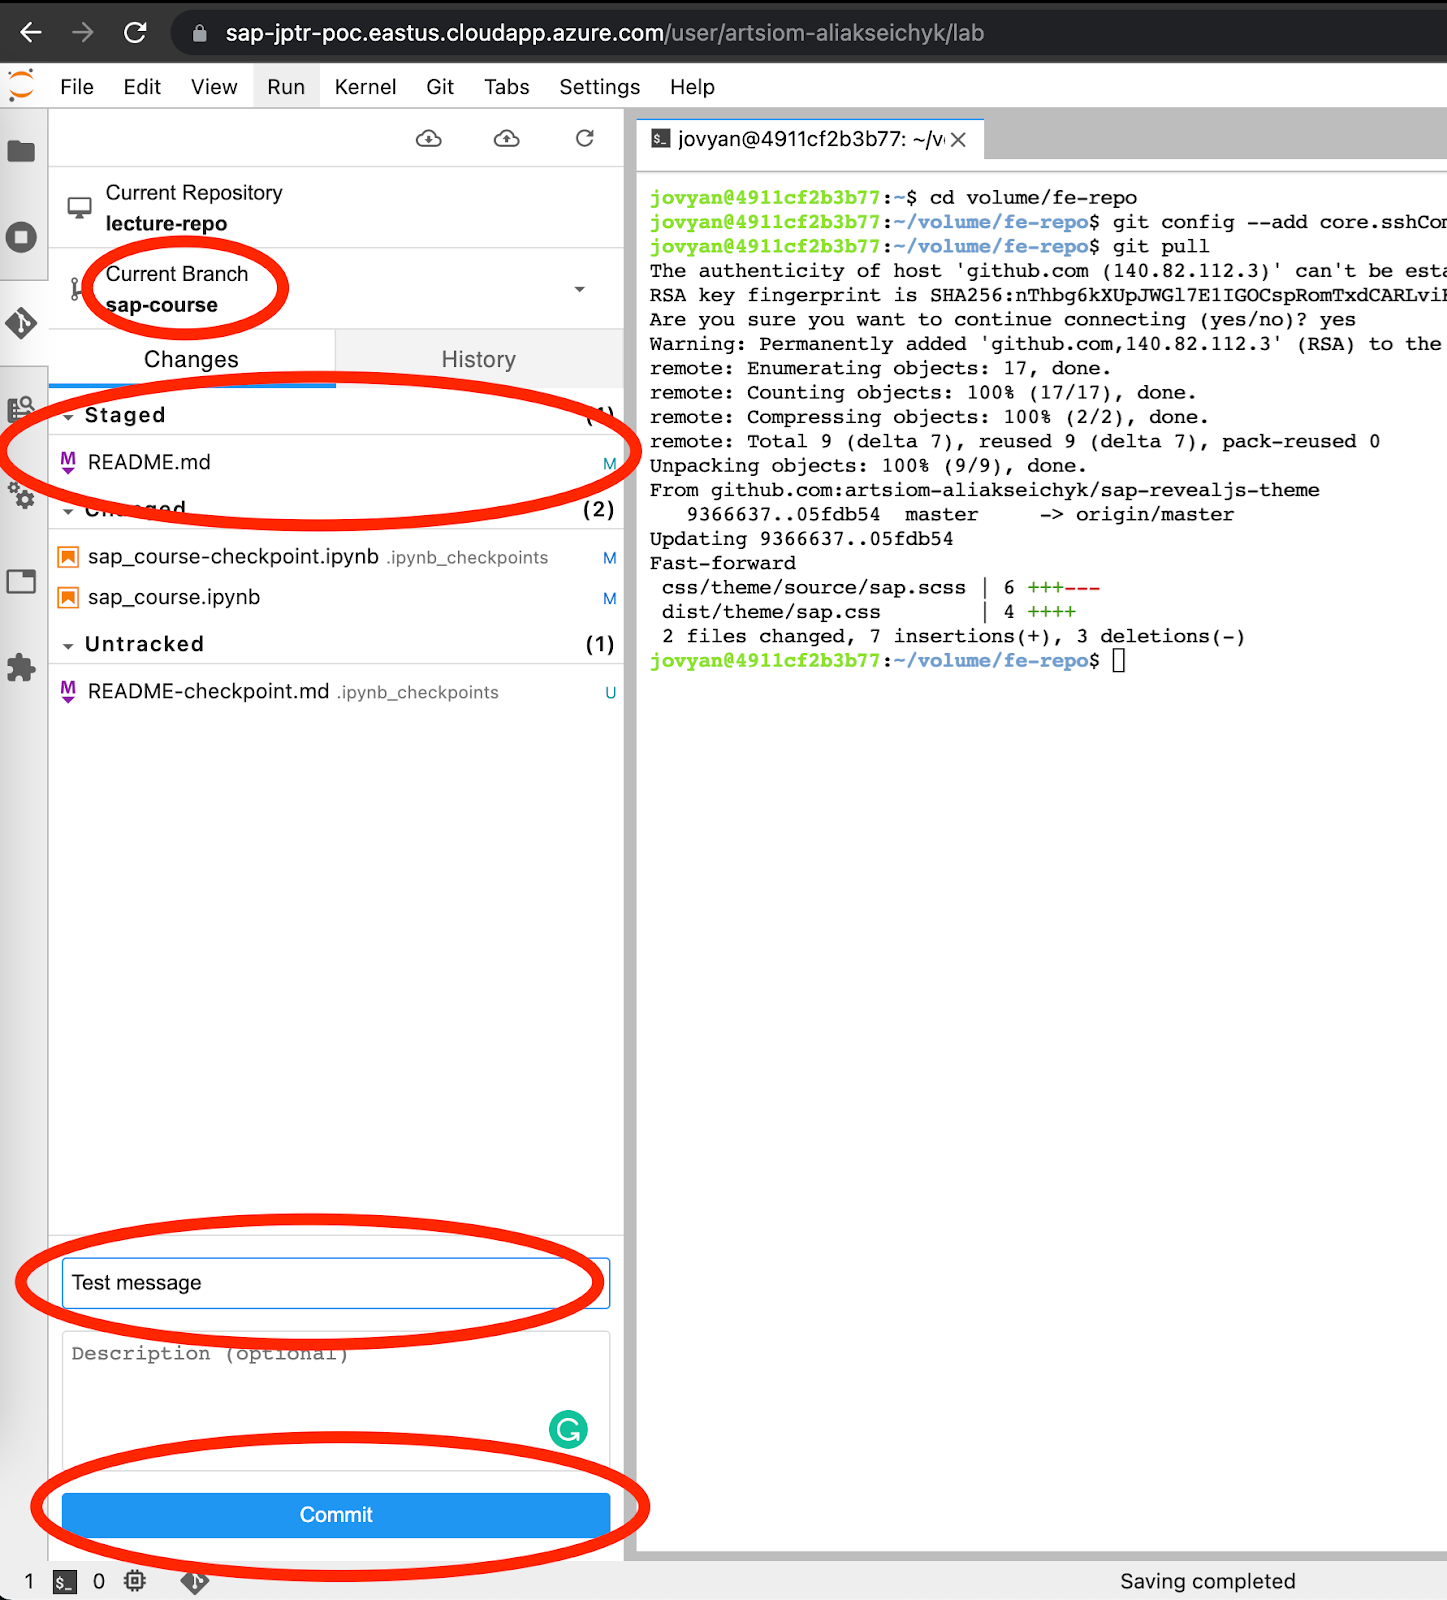 sap-jptr-poc.eastus.cloudapp.azure.com/user/artsiom-aliakseichyk/lab
File Edit View Run Kernel Git Tabs Settings Help
Current Repository
lecture-repo
Current Branch
sap-course
Changes History
Staged (1)
README.md M
Changed (2)
sap_course-checkpoint.ipynb .ipynb_checkpoints M
sap_course.ipynb M
Untracked (1)
README-checkpoint.md .ipynb_checkpoints U
Test message
Description (optional)
Commit
jovyan@4911cf2b3b77: ~/v
jovyan@4911cf2b3b77:~$ cd volume/fe-repo
jovyan@4911cf2b3b77:~/volume/fe-repo$ git config --add core.sshCo
jovyan@4911cf2b3b77:~/volume/fe-repo$ git pull
The authenticity of host 'github.com (140.82.112.3)' can't be esta
RSA key fingerprint is SHA256:nThbg6kXUpJWGl7E1IGOCspRomTxdCARLvi
Are you sure you want to continue connecting (yes/no)? yes
Warning: Permanently added 'github.com,140.82.112.3' (RSA) to the
remote: Enumerating objects: 17, done.
remote: Counting objects: 100% (17/17), done.
remote: Compressing objects: 100% (2/2), done.
remote: Total 9 (delta 7), reused 9 (delta 7), pack-reused 0
Unpacking objects: 100% (9/9), done.
From github.com:artsiom-aliakseichyk/sap-revealjs-theme
9366637..05fdb54 master -> origin/master
Updating 9366637..05fdb54
Fast-forward
css/theme/source/sap.scss | 6 +++---
dist/theme/sap.css | 4 ++++
2 files changed, 7 insertions(+), 3 deletions(-)
jovyan@4911cf2b3b77:~/volume/fe-repo$
1 $_ 0 Saving completed